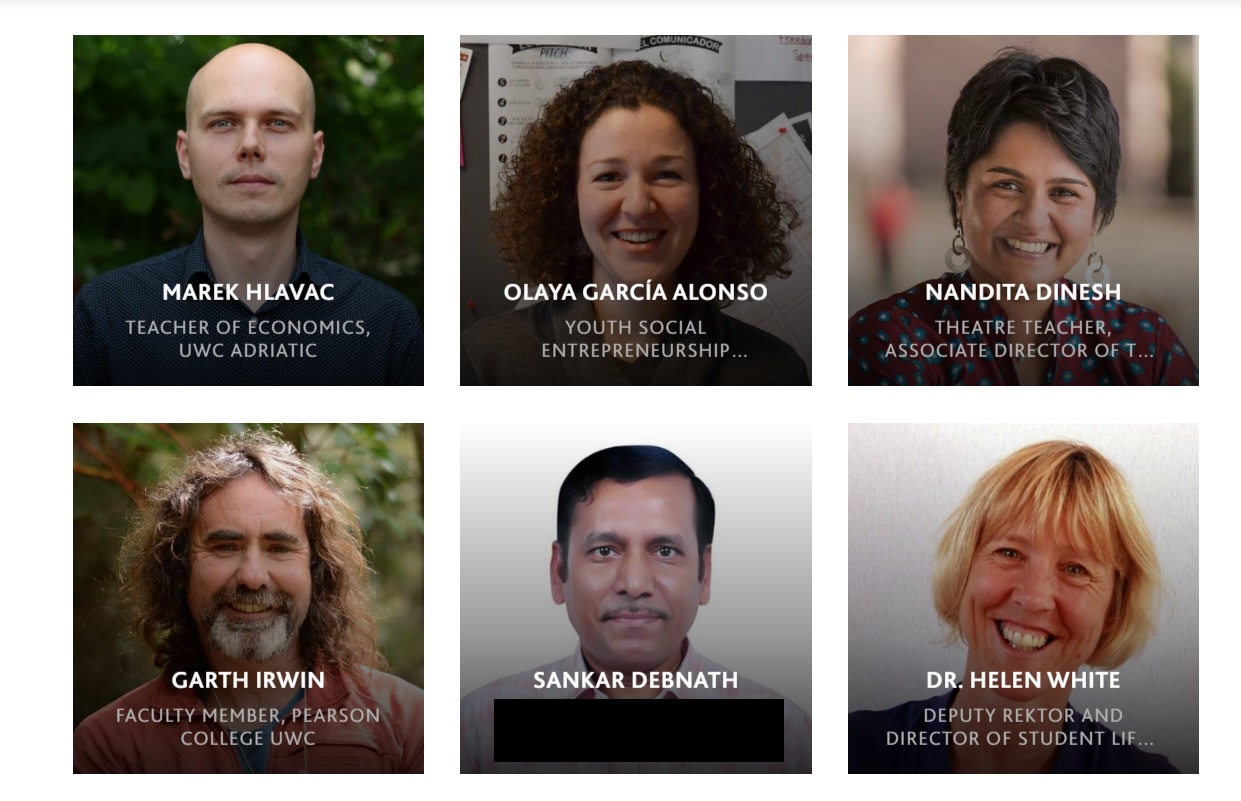 PITCH
EL COMUNICADOR
MAREK HLAVAC
TEACHER OF ECONOMICS,
UWC ADRIATIC
OLAYA GARCÍA ALONSO
YOUTH SOCIAL
ENTREPRENEURSHIP...
NANDITA DINESH
THEATRE TEACHER,
ASSOCIATE DIRECTOR OF T...
GARTH IRWIN
FACULTY MEMBER, PEARSON
COLLEGE UWC
SANKAR DEBNATH
DR. HELEN WHITE
DEPUTY REKTOR AND
DIRECTOR OF STUDENT LIF...